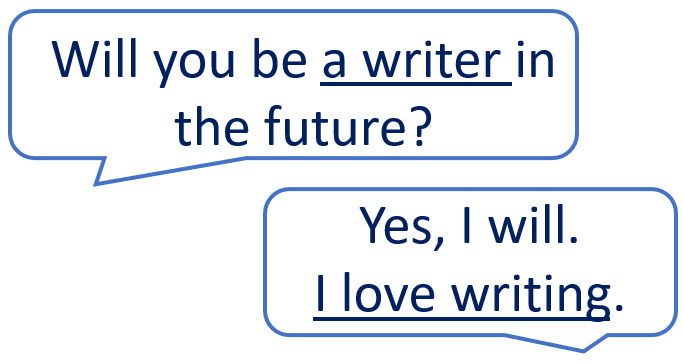 Will you be a writer in
the future?
Yes, I will.
I love writing.